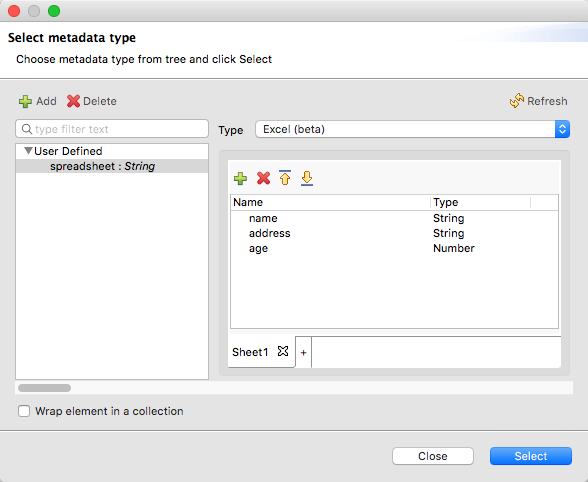 Select metadata type
Choose metadata type from tree and click Select
Add Delete Refresh
type filter text
Type Excel (beta)
User Defined
spreadsheet : String
Name Type
name String
address String
age Number
Sheet1 +
Wrap element in a collection
Close Select